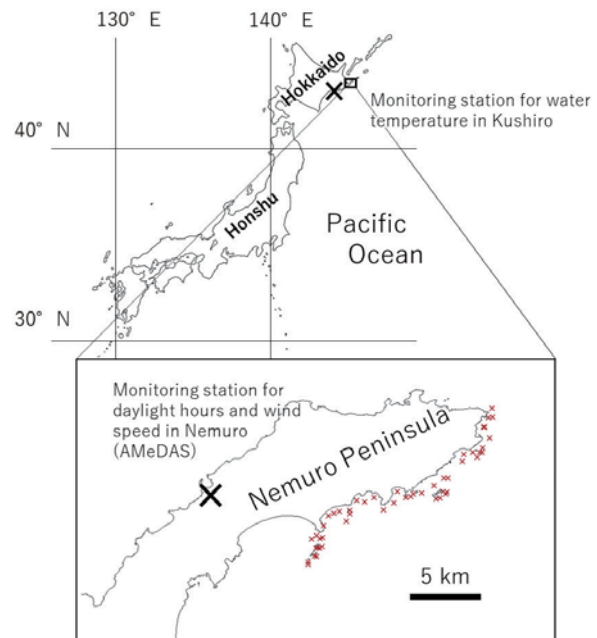 130° E
140° E
Hokkaido
Monitoring station for water
temperature in Kushiro
40° N
Honshu
Pacific
Ocean
30° N
Monitoring station for
daylight hours and wind
speed in Nemuro
(AMeDAS)
Nemuro Peninsula
5 km